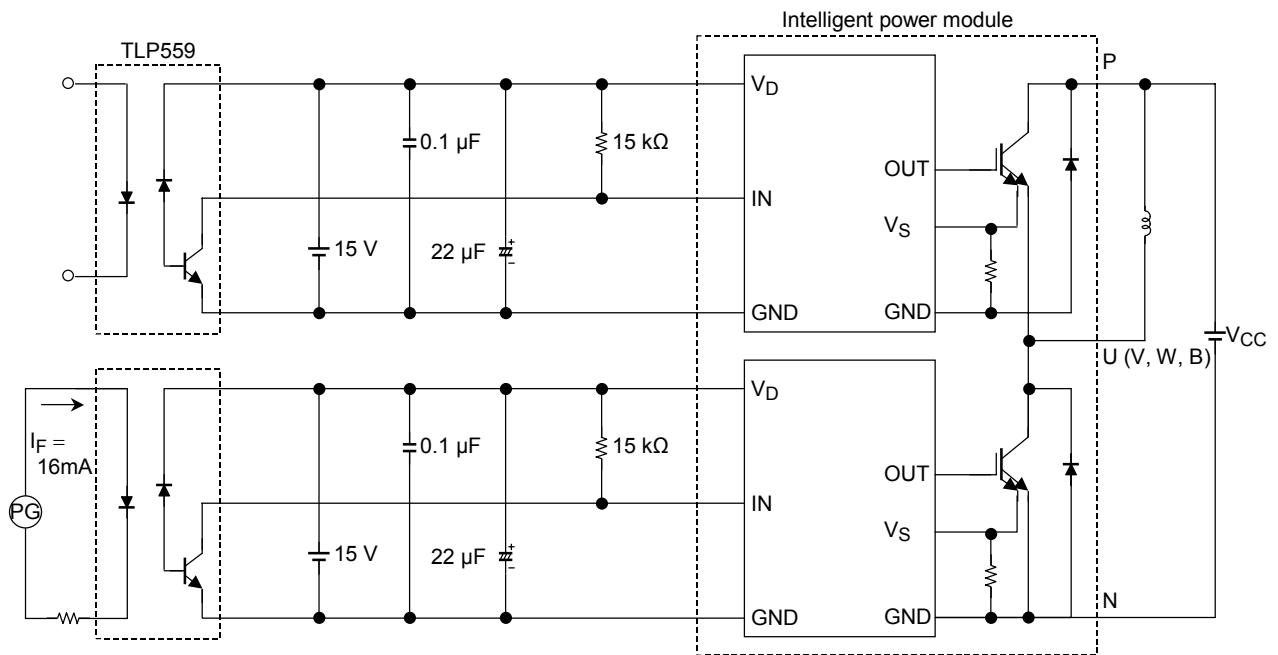 Intelligent power module
TLP559
P
V_D
0.1 µF
15 kΩ
OUT
IN
V_S
15 V
22 µF
+
−
GND
GND
V_CC
U (V, W, B)
V_D
I_F =
16mA
0.1 µF
15 kΩ
OUT
PG
IN
V_S
15 V
22 µF
+
−
N
GND
GND